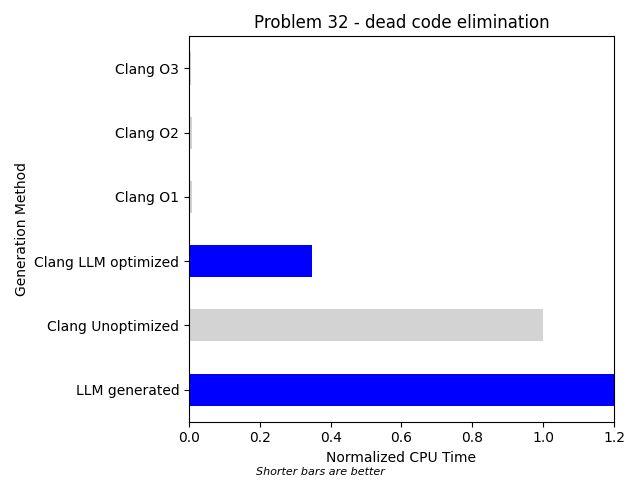 Problem 32 - dead code elimination
Clang O3
Clang O2
Clang O1
Clang LLM optimized
Clang Unoptimized
LLM generated
Generation Method
0.0 0.2 0.4 0.6 0.8 1.0 1.2
Normalized CPU Time
Shorter bars are better